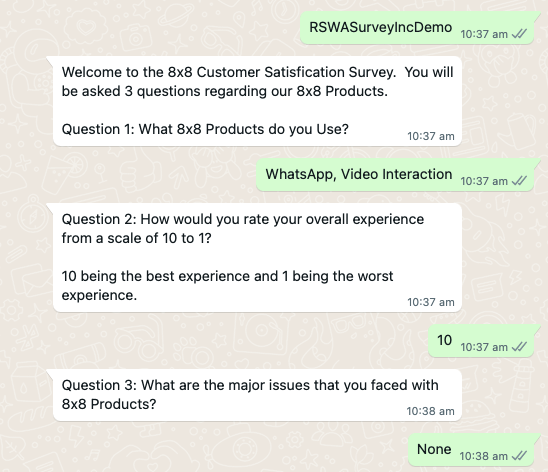 RSWASurveyIncDemo 10:37 am
Welcome to the 8x8 Customer Satisfication Survey.  You will
be asked 3 questions regarding our 8x8 Products.
Question 1: What 8x8 Products do you Use?
10:37 am
WhatsApp, Video Interaction 10:37 am
Question 2: How would you rate your overall experience
from a scale of 10 to 1?
10 being the best experience and 1 being the worst
experience.
10:37 am
10 10:37 am
Question 3: What are the major issues that you faced with
8x8 Products?
10:38 am
None 10:38 am